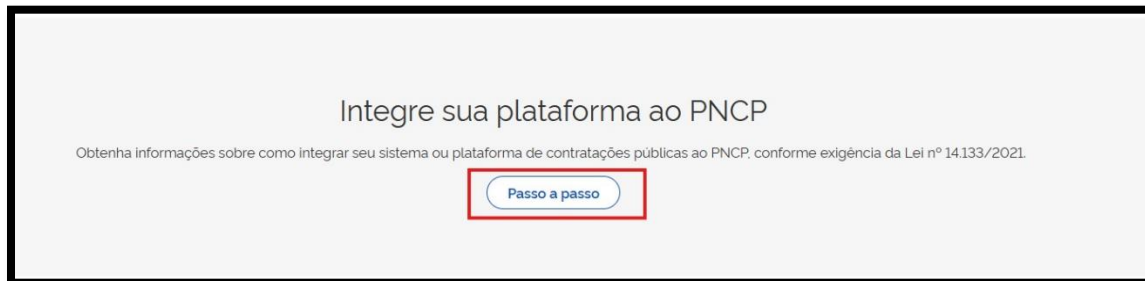 Integre sua plataforma ao PNCP
Obtenha informações sobre como integrar seu sistema ou plataforma de contratações públicas ao PNCP, conforme exigência da Lei nº 14.133/2021.
Passo a passo